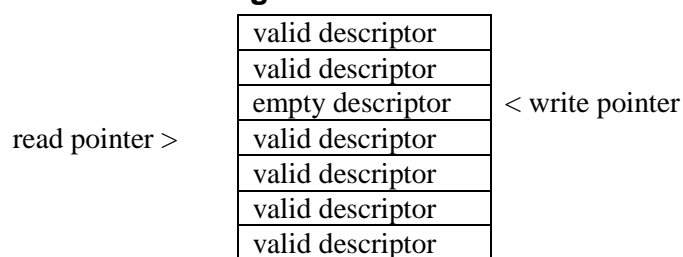 valid descriptor
valid descriptor
empty descriptor < write pointer
read pointer > valid descriptor
valid descriptor
valid descriptor
valid descriptor